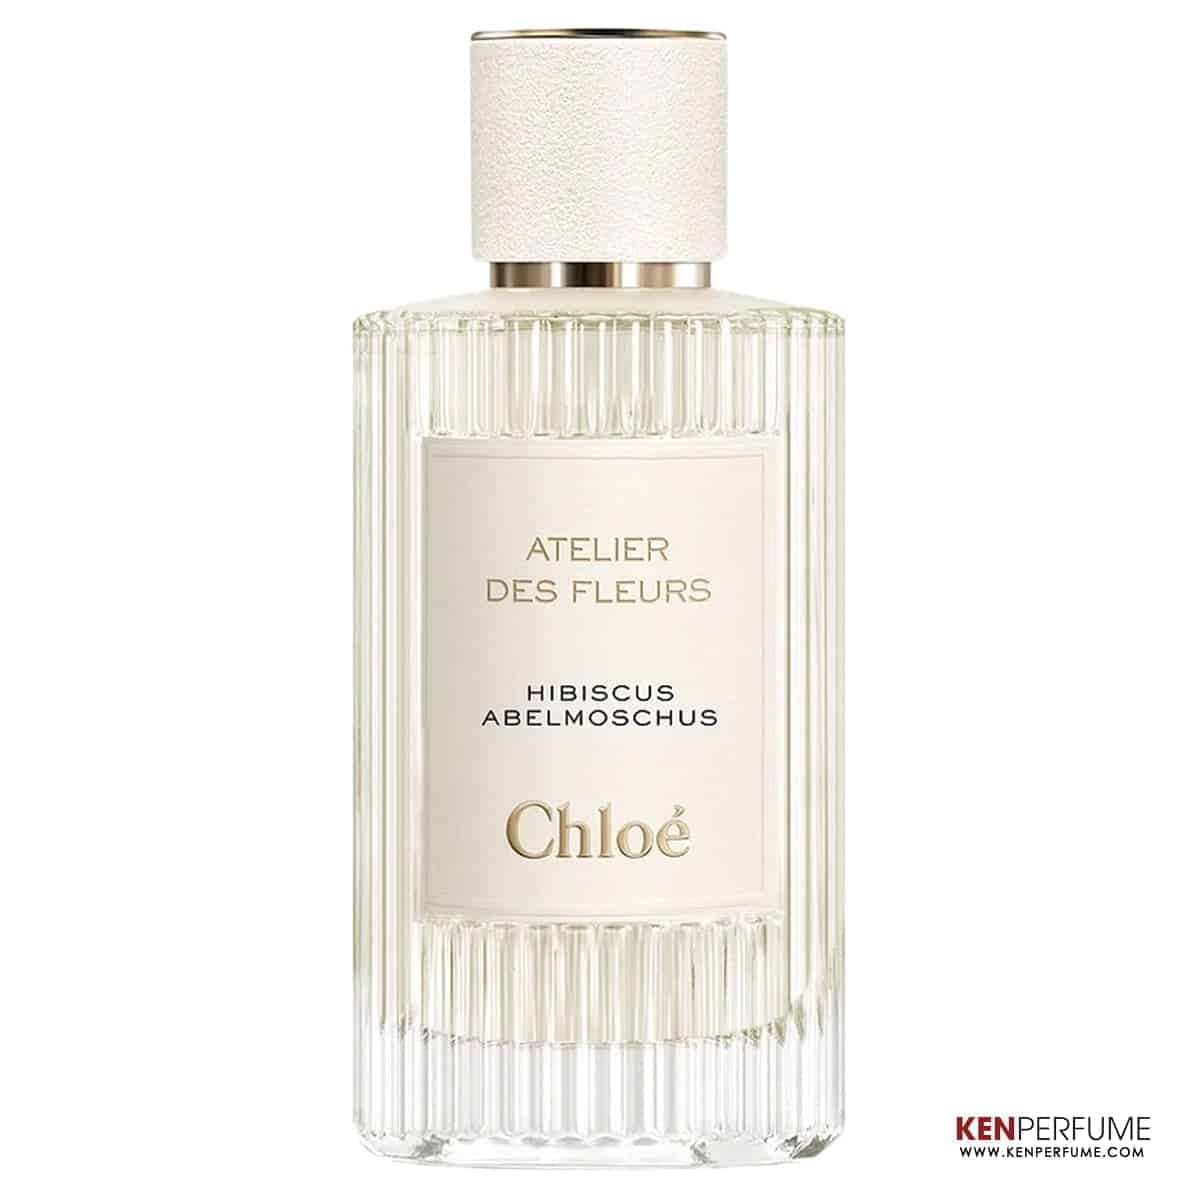 ATELIER
DES FLEURS
HIBISCUS
ABELMOSCHUS
Chloé
KENPERFUME
WWW.KENPERFUME.COM